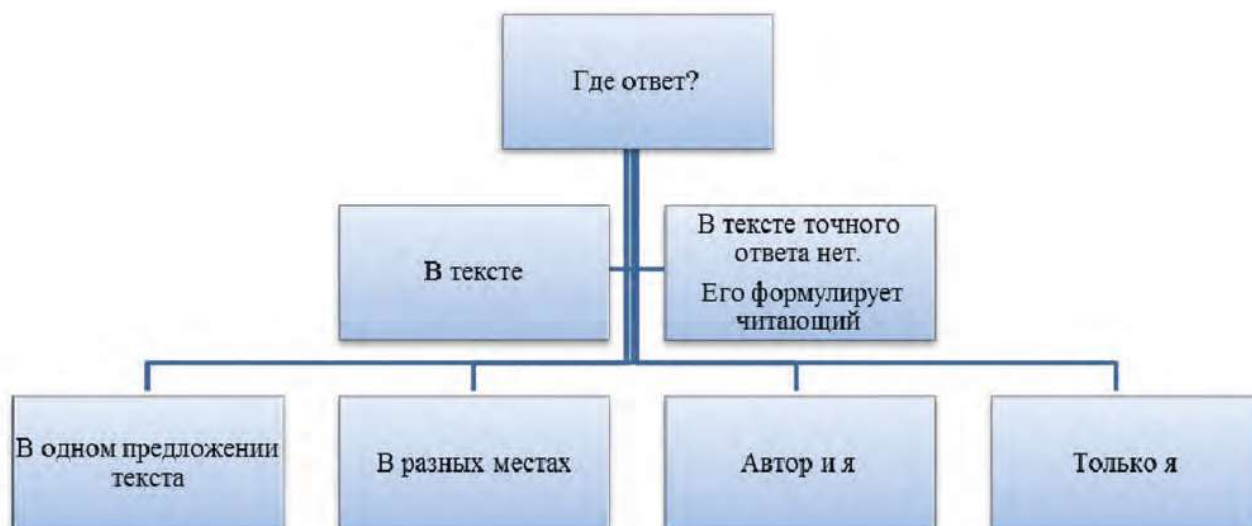 Где ответ?
В тексте
В тексте точного
ответа нет.
Его формулирует
читающий
В одном предложении
текста
В разных местах
Автор и я
Только я